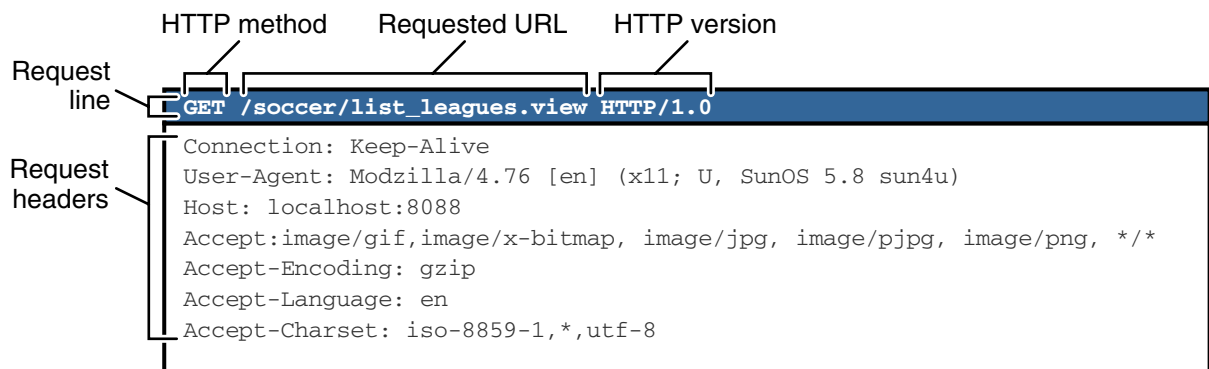 HTTP method Requested URL HTTP version
Request
line
GET /soccer/list_leagues.view HTTP/1.0
Request
headers
Connection: Keep-Alive
User-Agent: Modzilla/4.76 [en] (x11; U, SunOS 5.8 sun4u)
Host: localhost:8088
Accept:image/gif,image/x-bitmap, image/jpg, image/pjpg, image/png, */*
Accept-Encoding: gzip
Accept-Language: en
Accept-Charset: iso-8859-1,*,utf-8